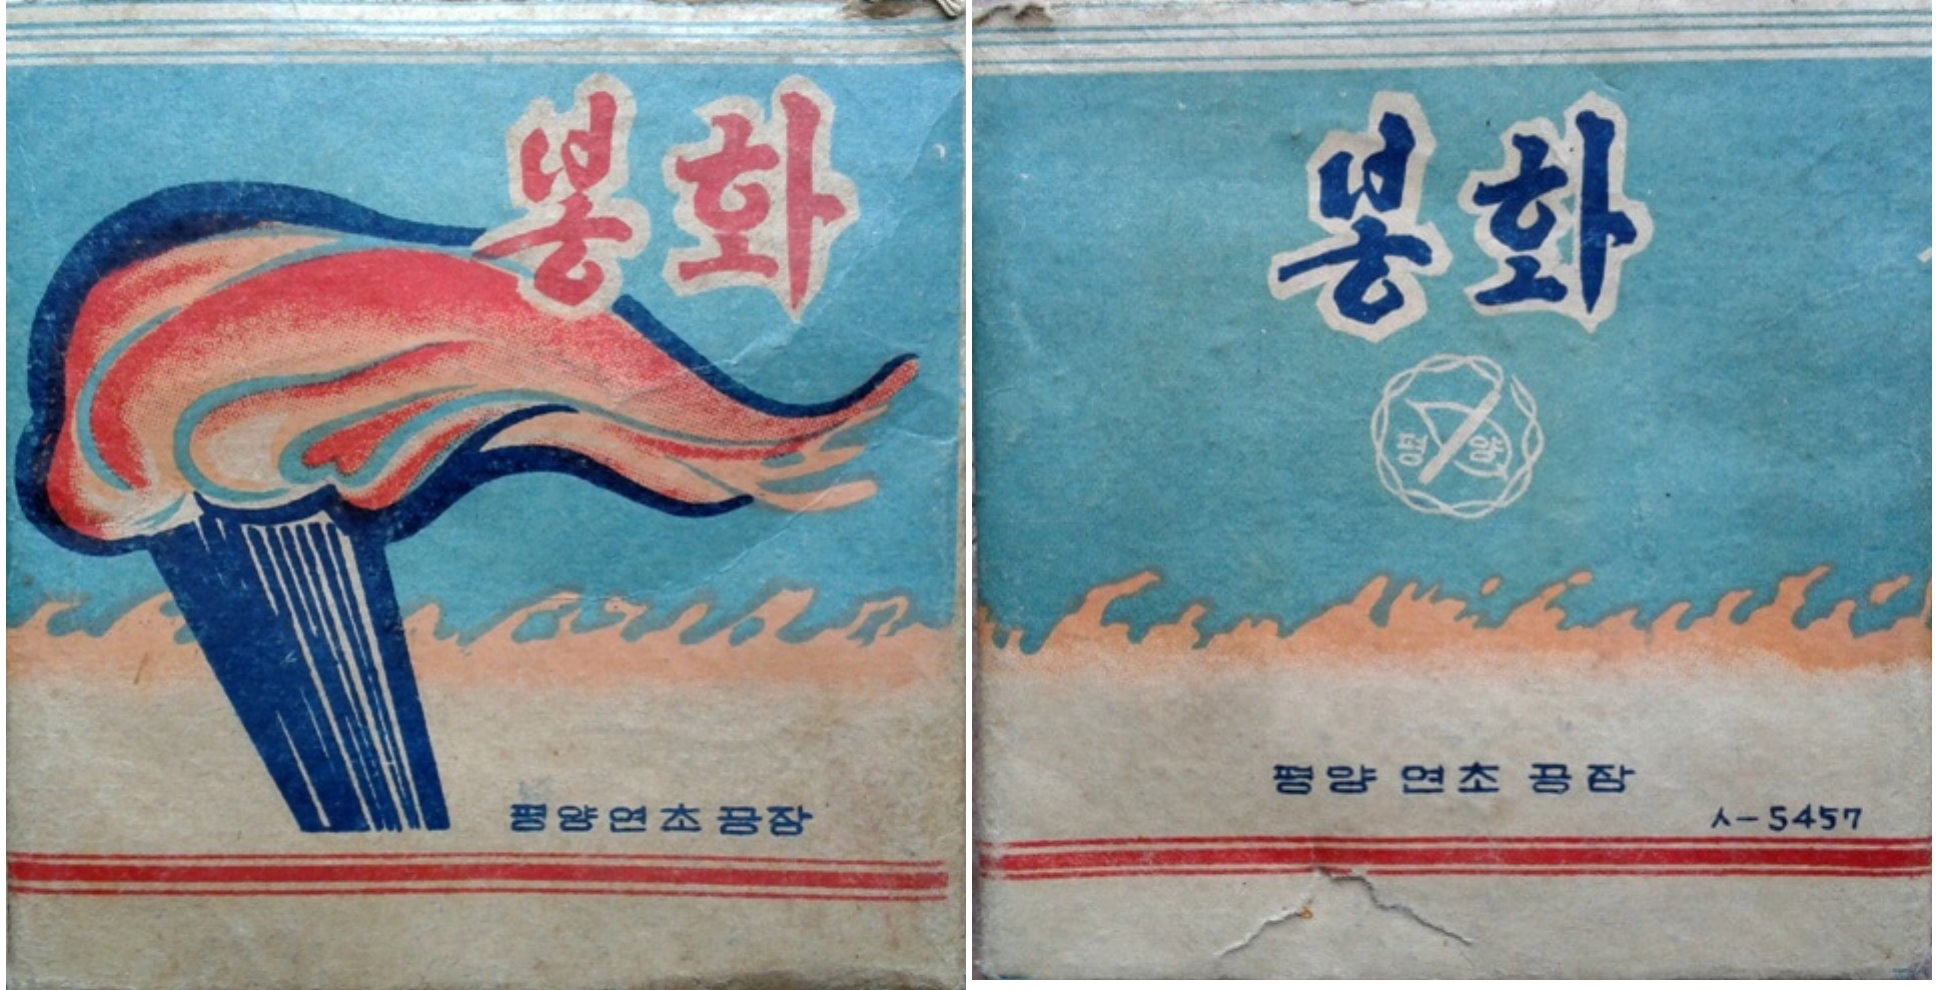 봉화
평양연초 공장
봉화
평 양
평양 연초 공장
ㅅ-5457